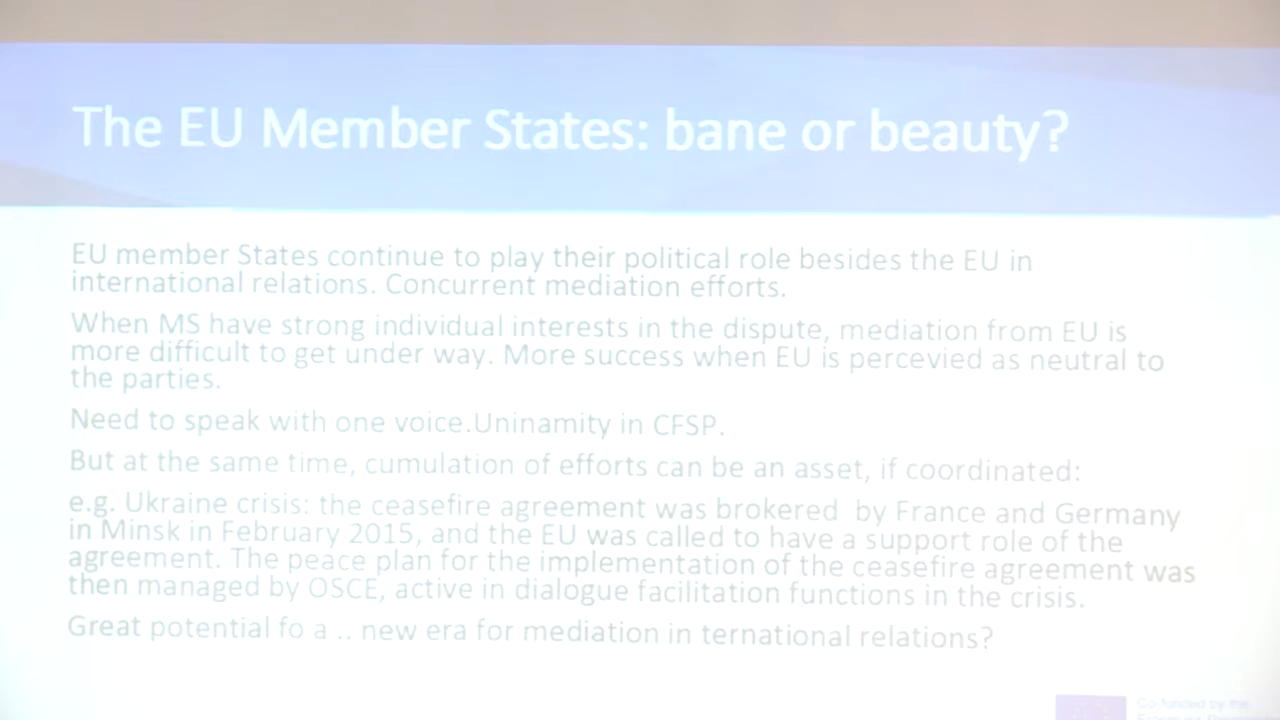 The EU Member States: bane or beauty?
EU member States continue to play their political role besides the EU in
international relations. Concurrent mediation efforts.
When MS have strong individual interests in the dispute, mediation from EU is
more difficult to get under way. More success when EU is percevied as neutral to
the parties.
Need to speak with one voice.Uninamity in CFSP.
But at the same time, cumulation of efforts can be an asset, if coordinated:
e.g. Ukraine crisis: the ceasefire agreement was brokered by France and Germany
in Minsk in February 2015, and the EU was called to have a support role of the
agreement. The peace plan for the implementation of the ceasefire agreement was
then managed by OSCE, active in dialogue facilitation functions in the crisis.
Great potential fo a .. new era for mediation in ternational relations?
Co-funded by the